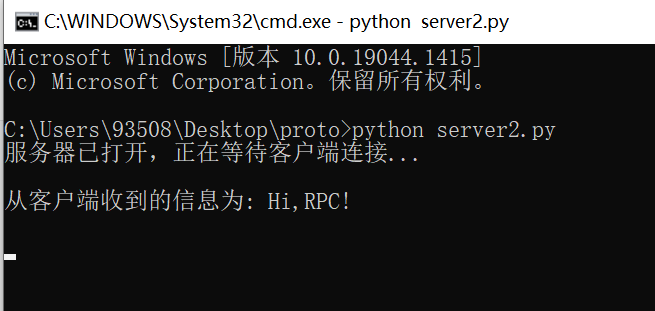 C:\WINDOWS\System32\cmd.exe - python  server2.py
Microsoft Windows [版本 10.0.19044.1415]
(c) Microsoft Corporation。保留所有权利。
C:\Users\93508\Desktop\proto>python server2.py
服务器已打开，正在等待客户端连接...
从客户端收到的信息为: Hi,RPC!